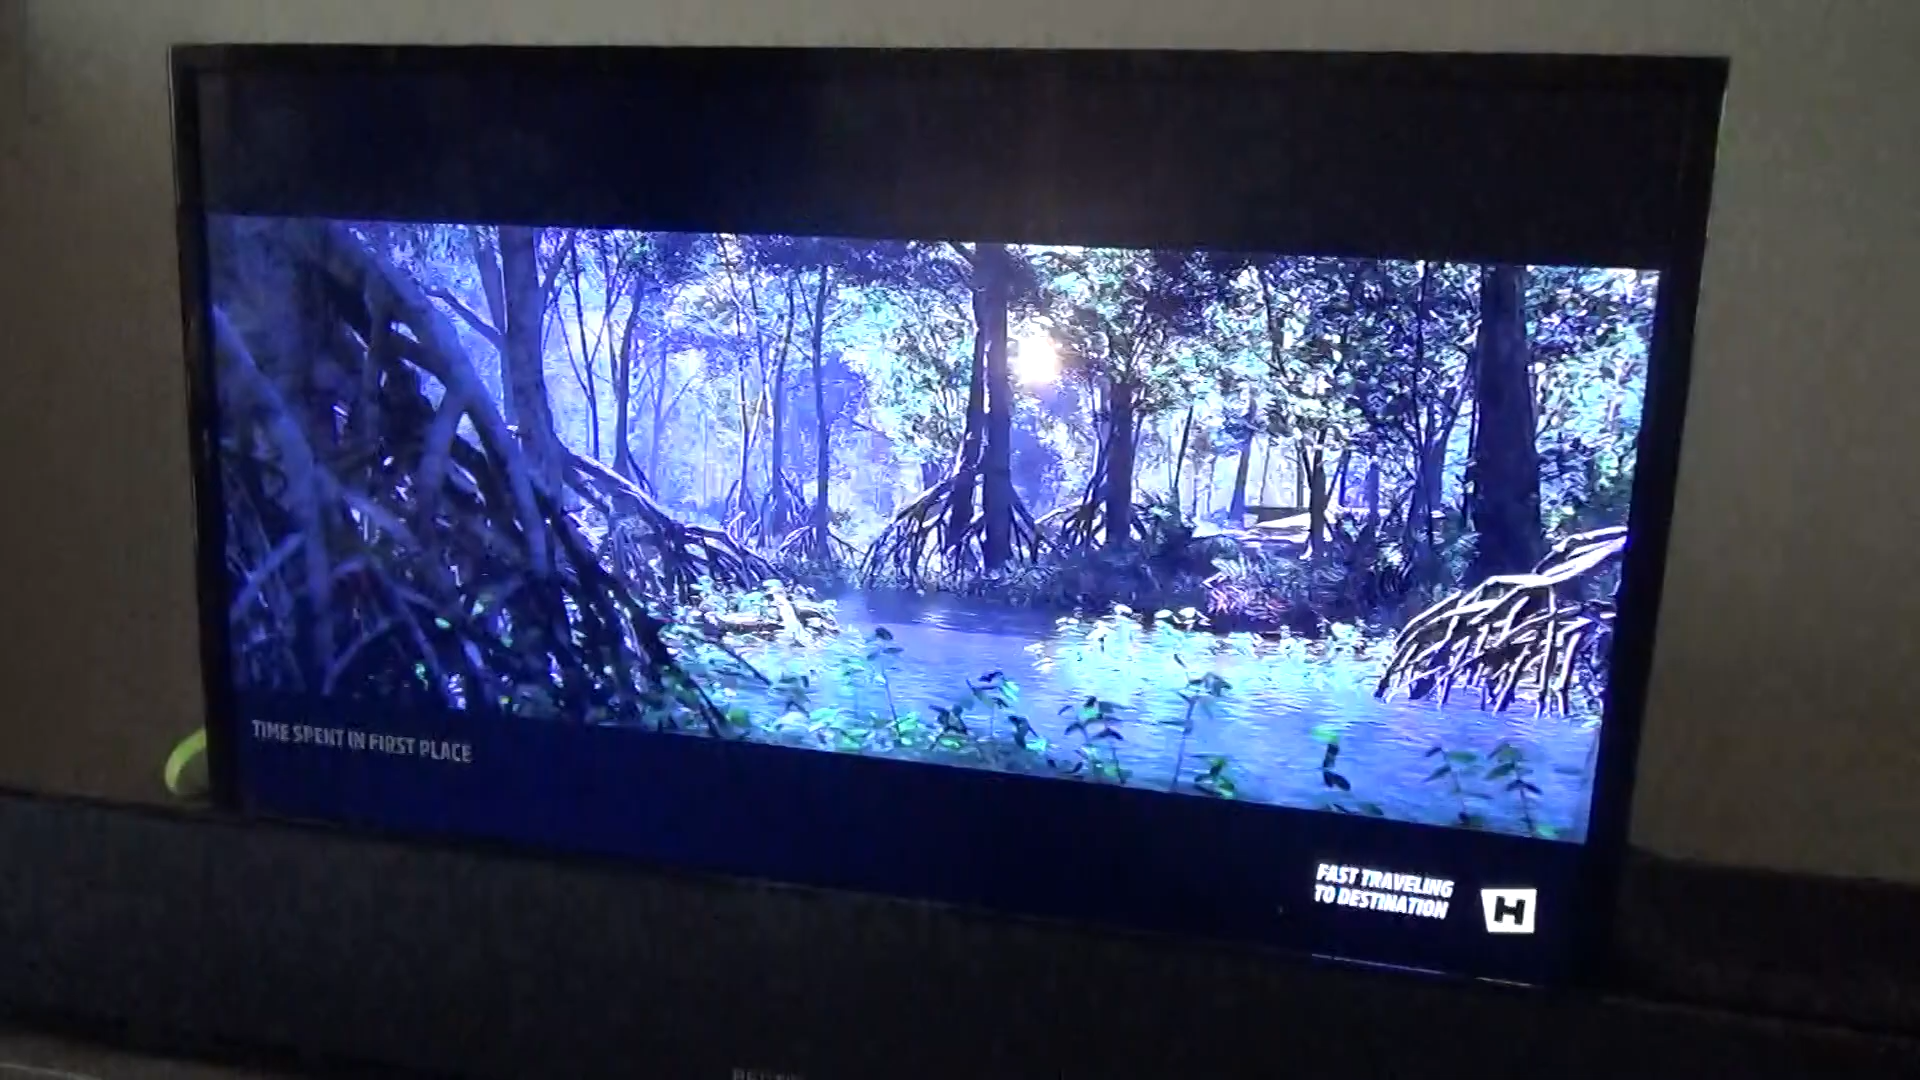 TIME SPENT IN FIRST PLACE
FAST TRAVELING
TO DESTINATION
H